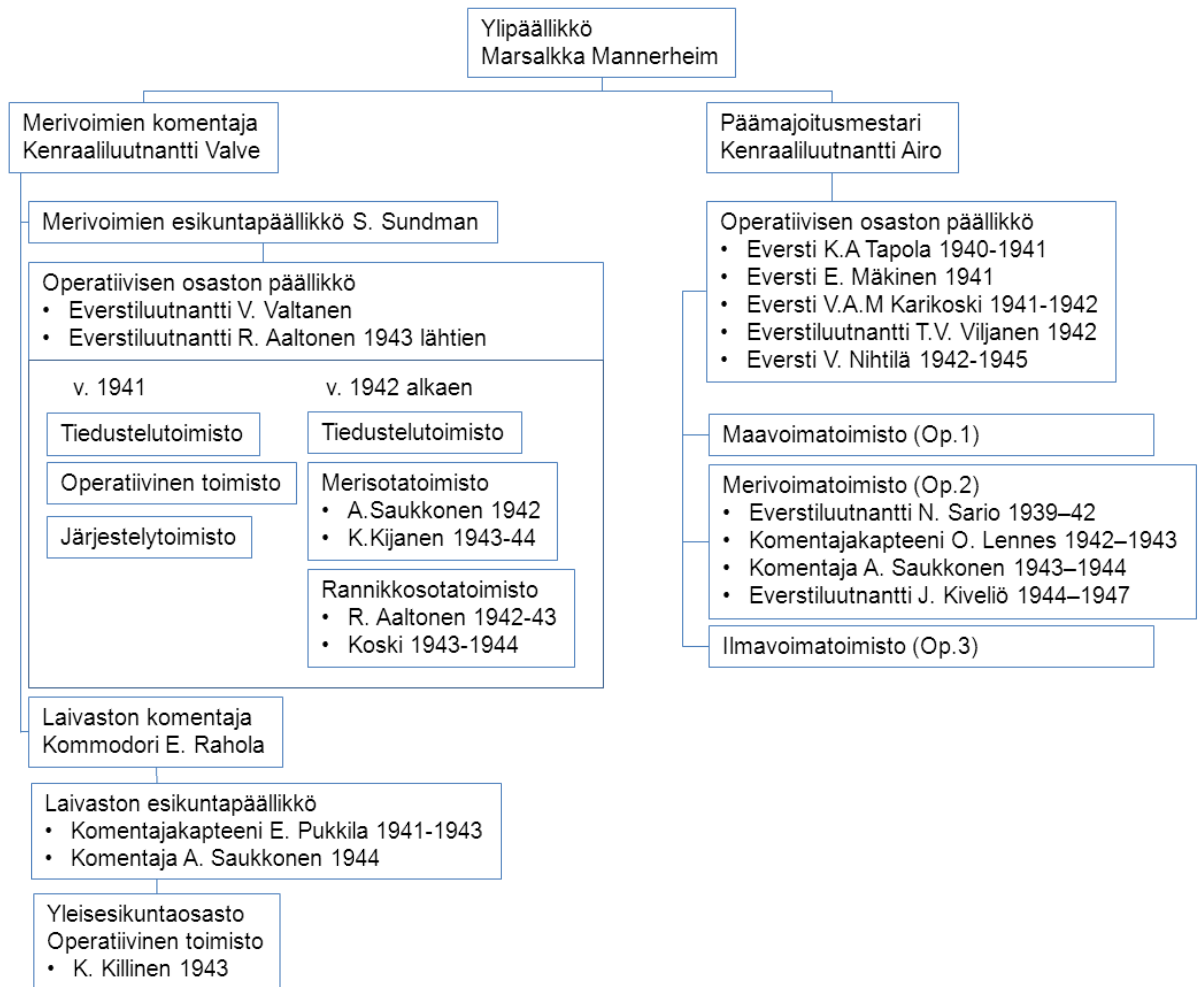 Ylipäällikkö
Marsalkka Mannerheim
Merivoimien komentaja
Kenraaliluutnantti Valve
Merivoimien esikuntapäällikkö S. Sundman
Operatiivisen osaston päällikkö
• Everstiluutnantti V. Valtanen
• Everstiluutnantti R. Aaltonen 1943 lähtien
v. 1941
Tiedustelutoimisto
Operatiivinen toimisto
Järjestelytoimisto
v. 1942 alkaen
Tiedustelutoimisto
Merisotatoimisto
• A.Saukkonen 1942
• K.Kijanen 1943-44
Rannikkosotatoimisto
• R. Aaltonen 1942-43
• Koski 1943-1944
Laivaston komentaja
Kommodori E. Rahola
Laivaston esikuntapäällikkö
• Komentajakapteeni E. Pukkila 1941-1943
• Komentaja A. Saukkonen 1944
Yleisesikuntaosasto
Operatiivinen toimisto
• K. Killinen 1943
Päämajoitusmestari
Kenraaliluutnantti Airo
Operatiivisen osaston päällikkö
• Eversti K.A Tapola 1940-1941
• Eversti E. Mäkinen 1941
• Eversti V.A.M Karikoski 1941-1942
• Everstiluutnantti T.V. Viljanen 1942
• Eversti V. Nihtilä 1942-1945
Maavoimatoimisto (Op.1)
Merivoimatoimisto (Op.2)
• Everstiluutnantti N. Sario 1939–42
• Komentajakapteeni O. Lennes 1942–1943
• Komentaja A. Saukkonen 1943–1944
• Everstiluutnantti J. Kiveliö 1944–1947
Ilmavoimatoimisto (Op.3)